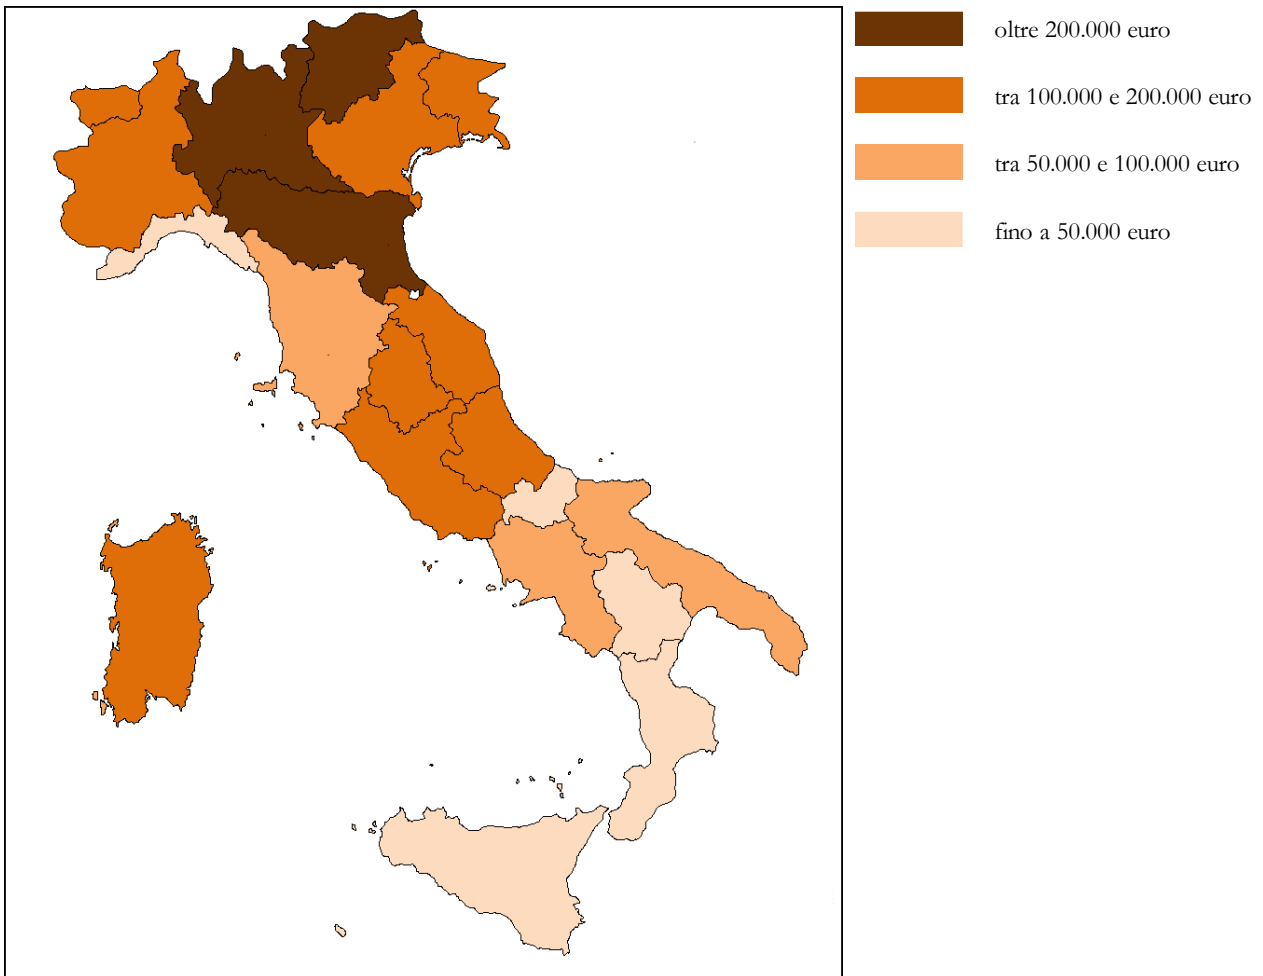 oltre 200.000 euro
tra 100.000 e 200.000 euro
tra 50.000 e 100.000 euro
fino a 50.000 euro